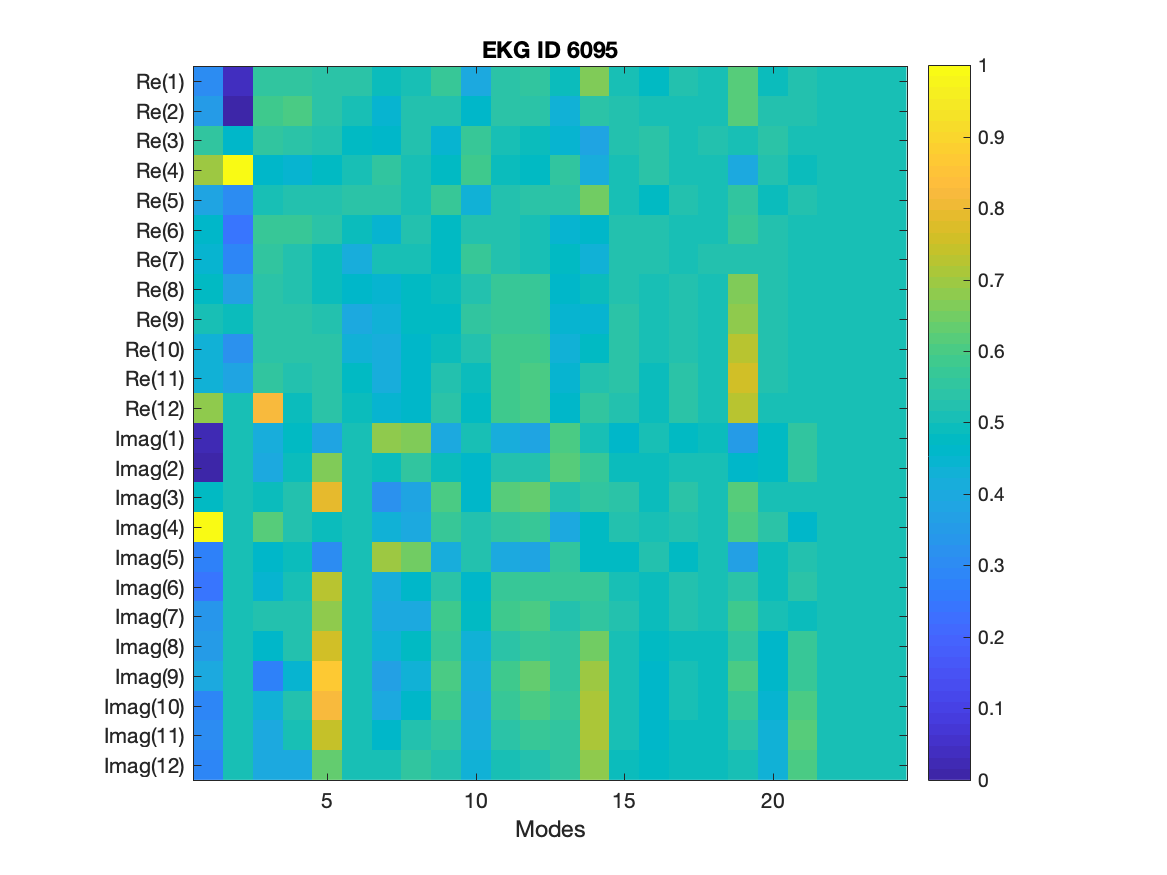 EKG ID 6095
Re(1)
Re(2)
Re(3)
Re(4)
Re(5)
Re(6)
Re(7)
Re(8)
Re(9)
Re(10)
Re(11)
Re(12)
Imag(1)
Imag(2)
Imag(3)
Imag(4)
Imag(5)
Imag(6)
Imag(7)
Imag(8)
Imag(9)
Imag(10)
Imag(11)
Imag(12)
5 10 15 20
Modes
1
0.9
0.8
0.7
0.6
0.5
0.4
0.3
0.2
0.1
0